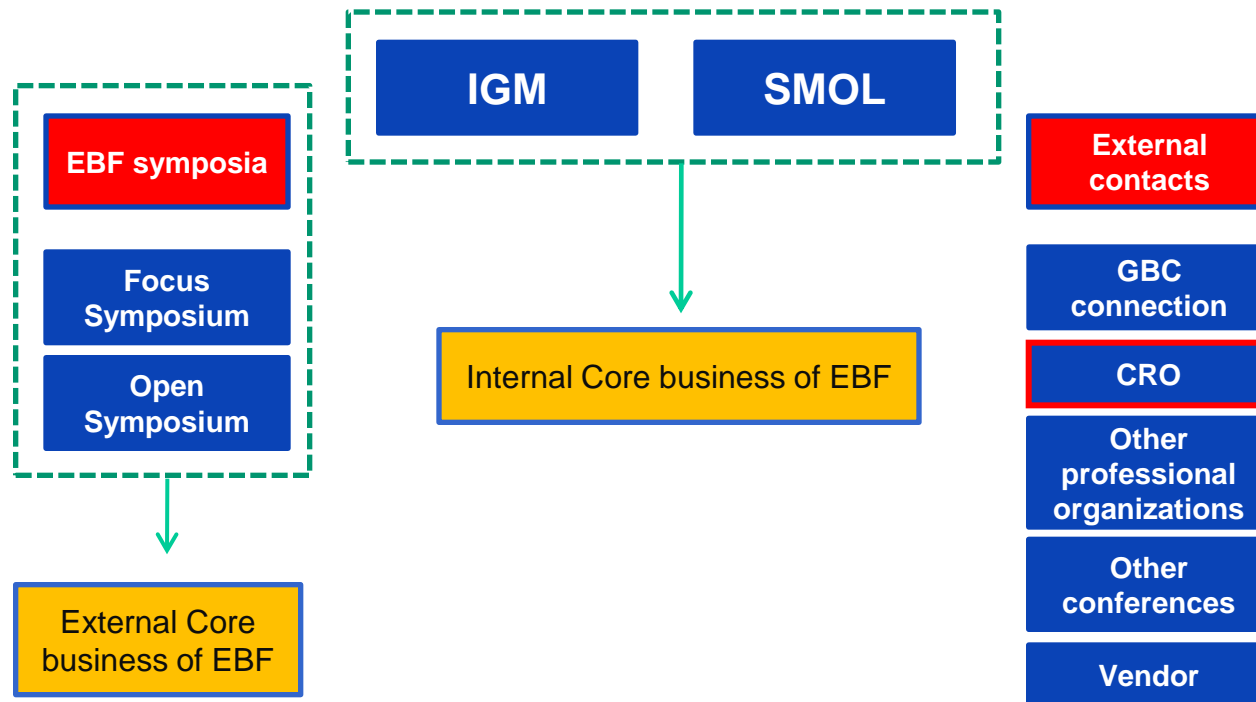 IGM
SMOL
EBF symposia
Focus
Symposium
Open
Symposium
External Core
business of EBF
Internal Core business of EBF
External
contacts
GBC
connection
CRO
Other
professional
organizations
Other
conferences
Vendor